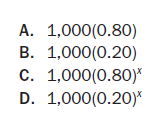 A. 1,000(0.80)
B. 1,000(0.20)
C. 1,000(0.80)ˣ
D. 1,000(0.20)ˣ